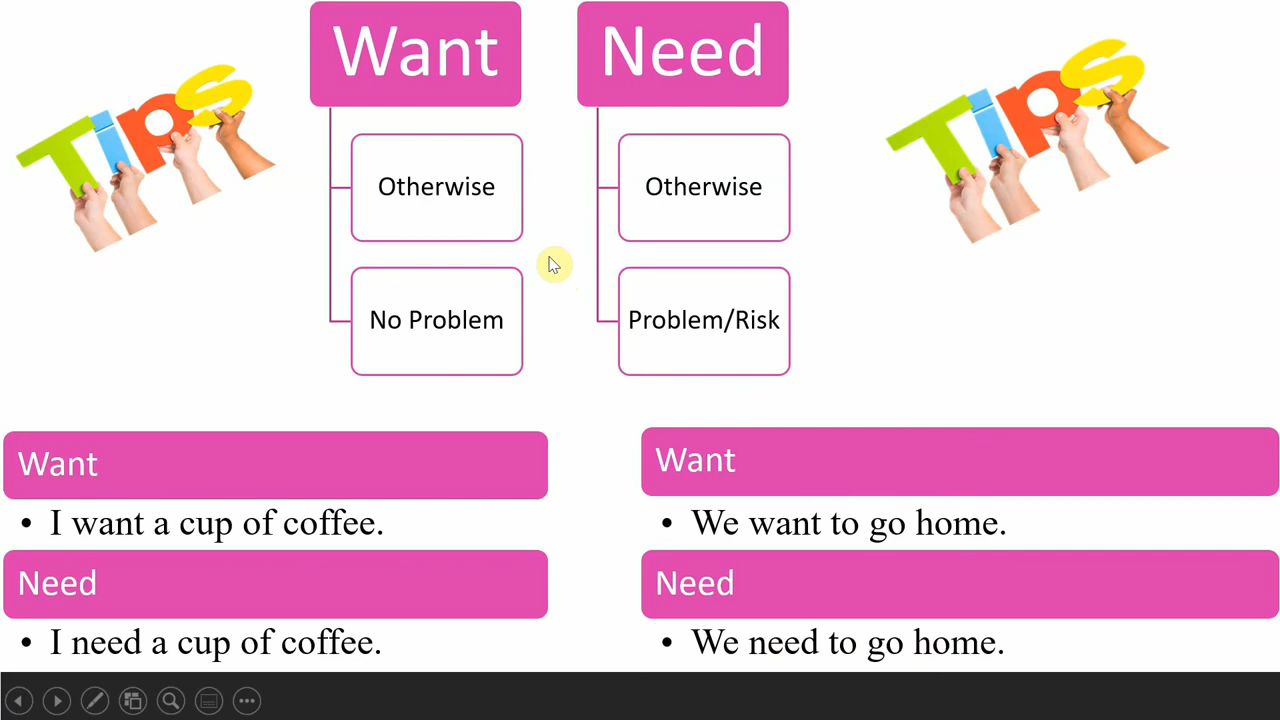 TiPS
Want
Need
TiPS
Otherwise
Otherwise
No Problem
Problem/Risk
Want
• I want a cup of coffee.
Need
• I need a cup of coffee.
Want
• We want to go home.
Need
• We need to go home.